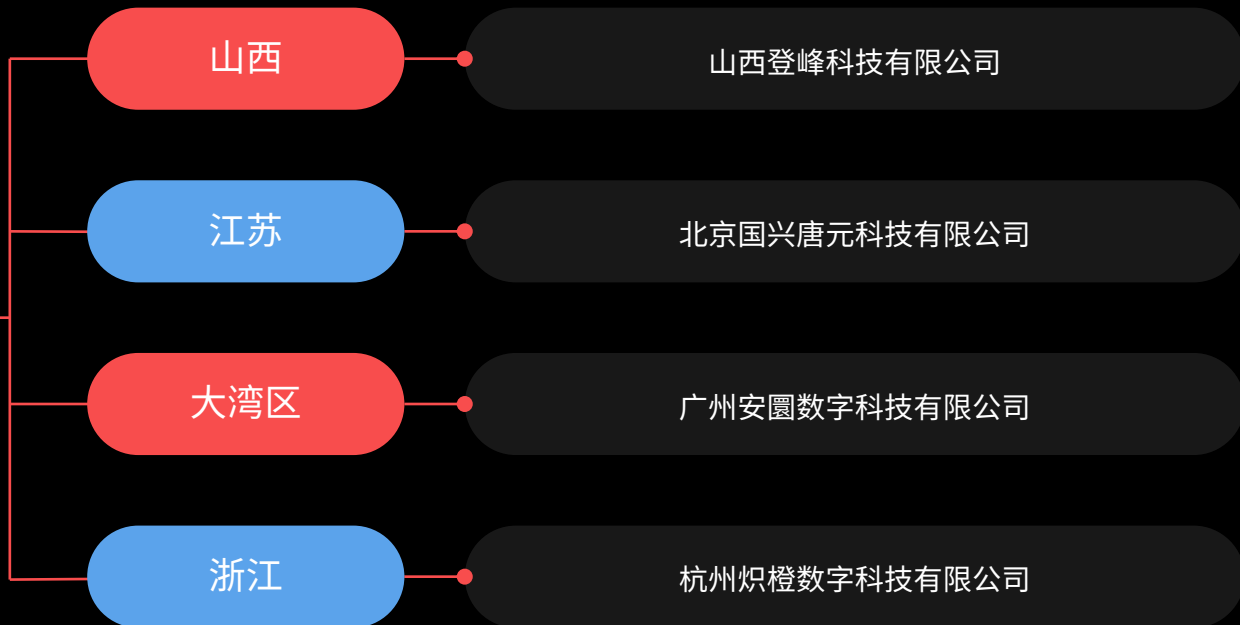 山西
山西登峰科技有限公司
江苏
北京国兴唐元科技有限公司
大湾区
广州安圜数字科技有限公司
浙江
杭州炽橙数字科技有限公司